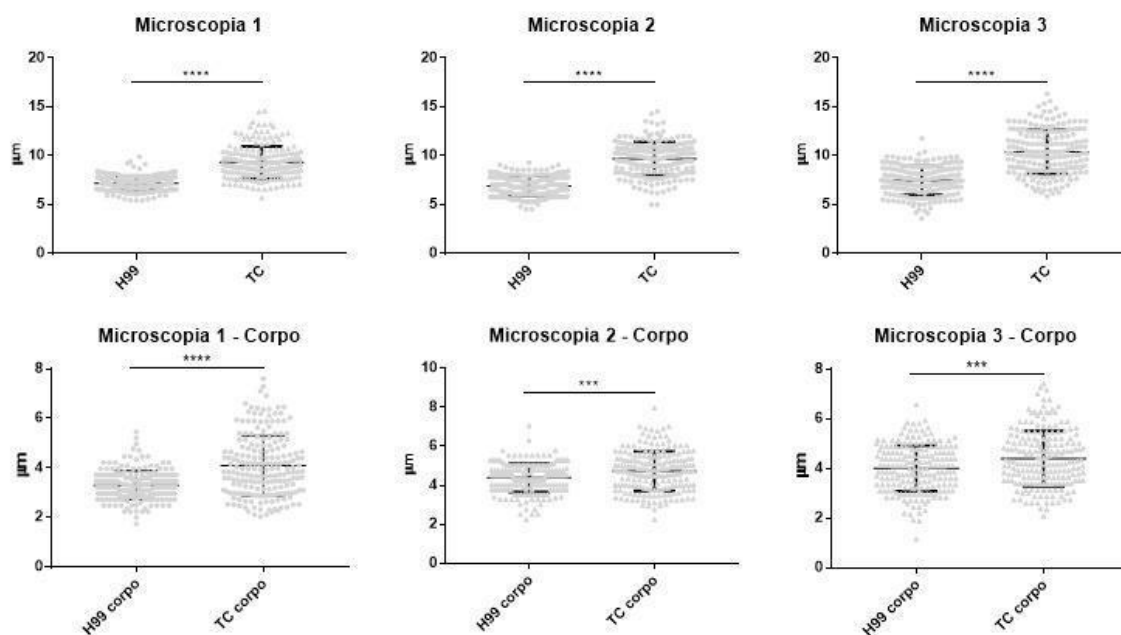 Microscopia 1
20
15
10
5
0
µm
****
H99
TC
Microscopia 2
20
15
10
5
0
µm
****
H99
TC
Microscopia 3
20
15
10
5
0
µm
****
H99
TC
Microscopia 1 - Corpo
8
6
4
2
0
µm
****
H99 corpo
TC corpo
Microscopia 2 - Corpo
10
8
6
4
2
0
µm
***
H99 corpo
TC corpo
Microscopia 3 - Corpo
8
6
4
2
0
µm
***
H99 corpo
TC corpo